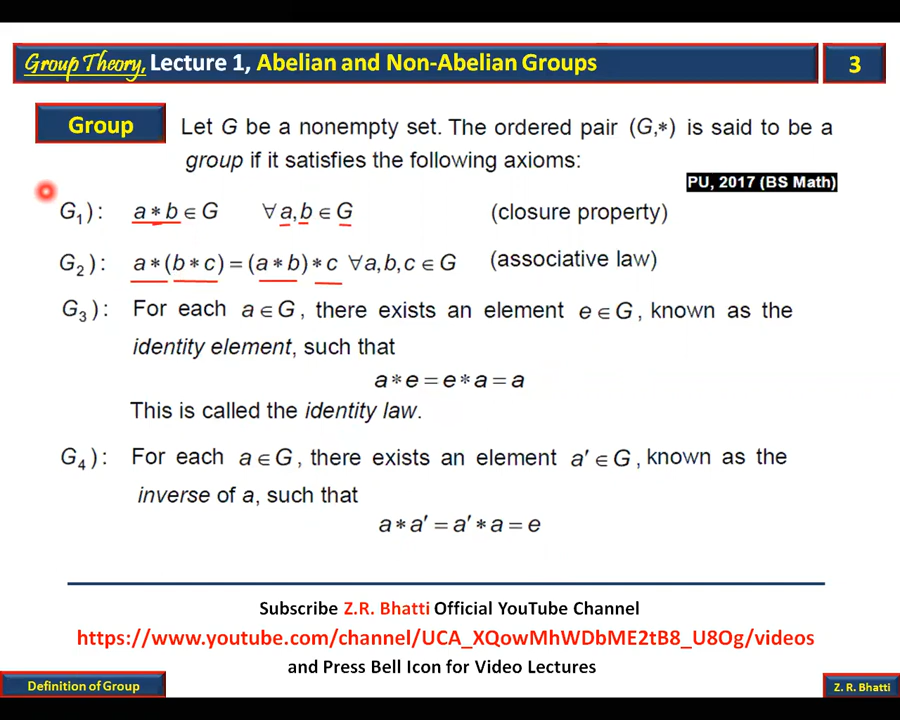 Group Theory, Lecture 1, Abelian and Non-Abelian Groups
3
Group
Let G be a nonempty set. The ordered pair (G,∗) is said to be a
group if it satisfies the following axioms:
PU, 2017 (BS Math)
G₁): a∗b∈G ∀a,b∈G (closure property)
G₂): a∗(b∗c)=(a∗b)∗c ∀a,b,c∈G (associative law)
G₃): For each a∈G, there exists an element e∈G, known as the
identity element, such that
a∗e=e∗a=a
This is called the identity law.
G₄): For each a∈G, there exists an element a′∈G, known as the
inverse of a, such that
a∗a′=a′∗a=e
Subscribe Z.R. Bhatti Official YouTube Channel
https://www.youtube.com/channel/UCA_XQowMhWDbME2tB8_U8Og/videos
and Press Bell Icon for Video Lectures
Definition of Group
Z. R. Bhatti